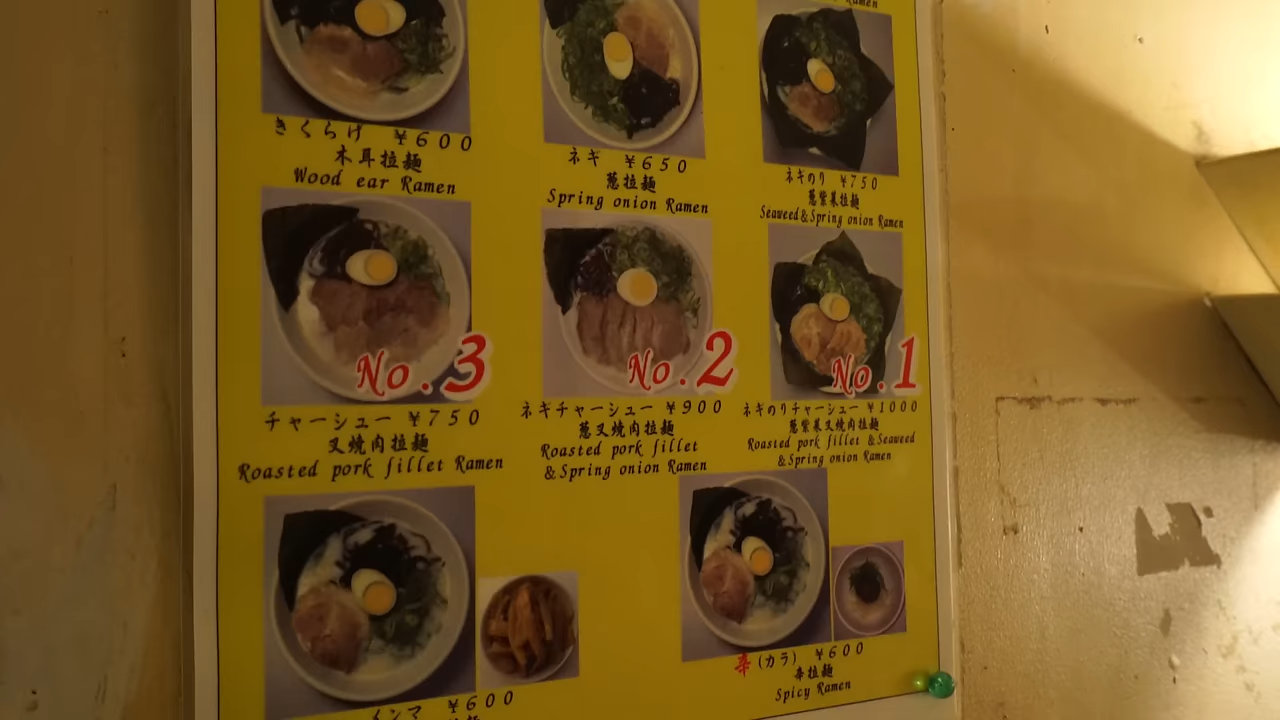 Ramen
きくらげ ¥600
木耳拉麺
Wood ear Ramen
ネギ ¥650
葱拉麺
Spring onion Ramen
ネギのり ¥750
葱紫菜拉麺
Seaweed&Spring onion Ramen
No.3
チャーシュー ¥750
叉焼肉拉麺
Roasted pork fillet Ramen
No.2
ネギチャーシュー ¥900
葱叉焼肉拉麺
Roasted pork fillet
&Spring onion Ramen
No.1
ネギのりチャーシュー ¥1000
葱紫菜叉焼肉拉麺
Roasted pork fillet &Seaweed
&Spring onion Ramen
メンマ ¥600
辛(カラ) ¥600
辛拉麺
Spicy Ramen